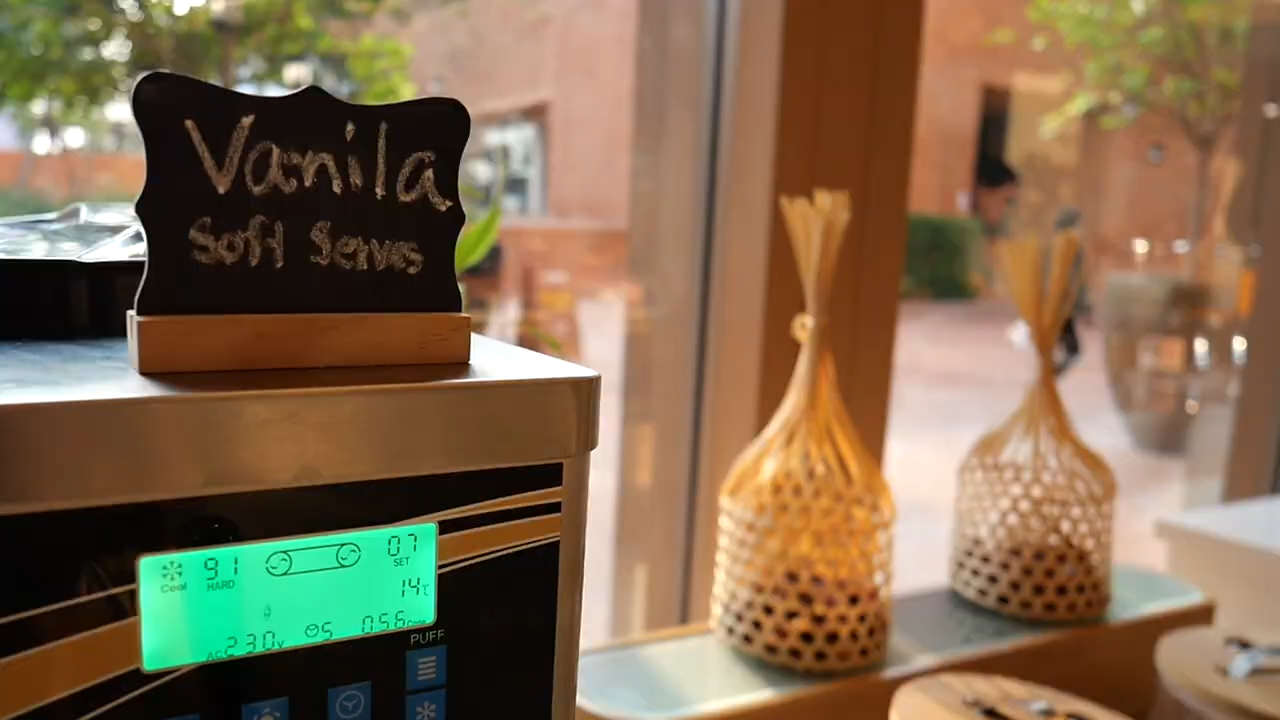 Vanila
Soft Serves
Cool 91 HARD 07 SET
14℃
AC230V 05 056
PUFF